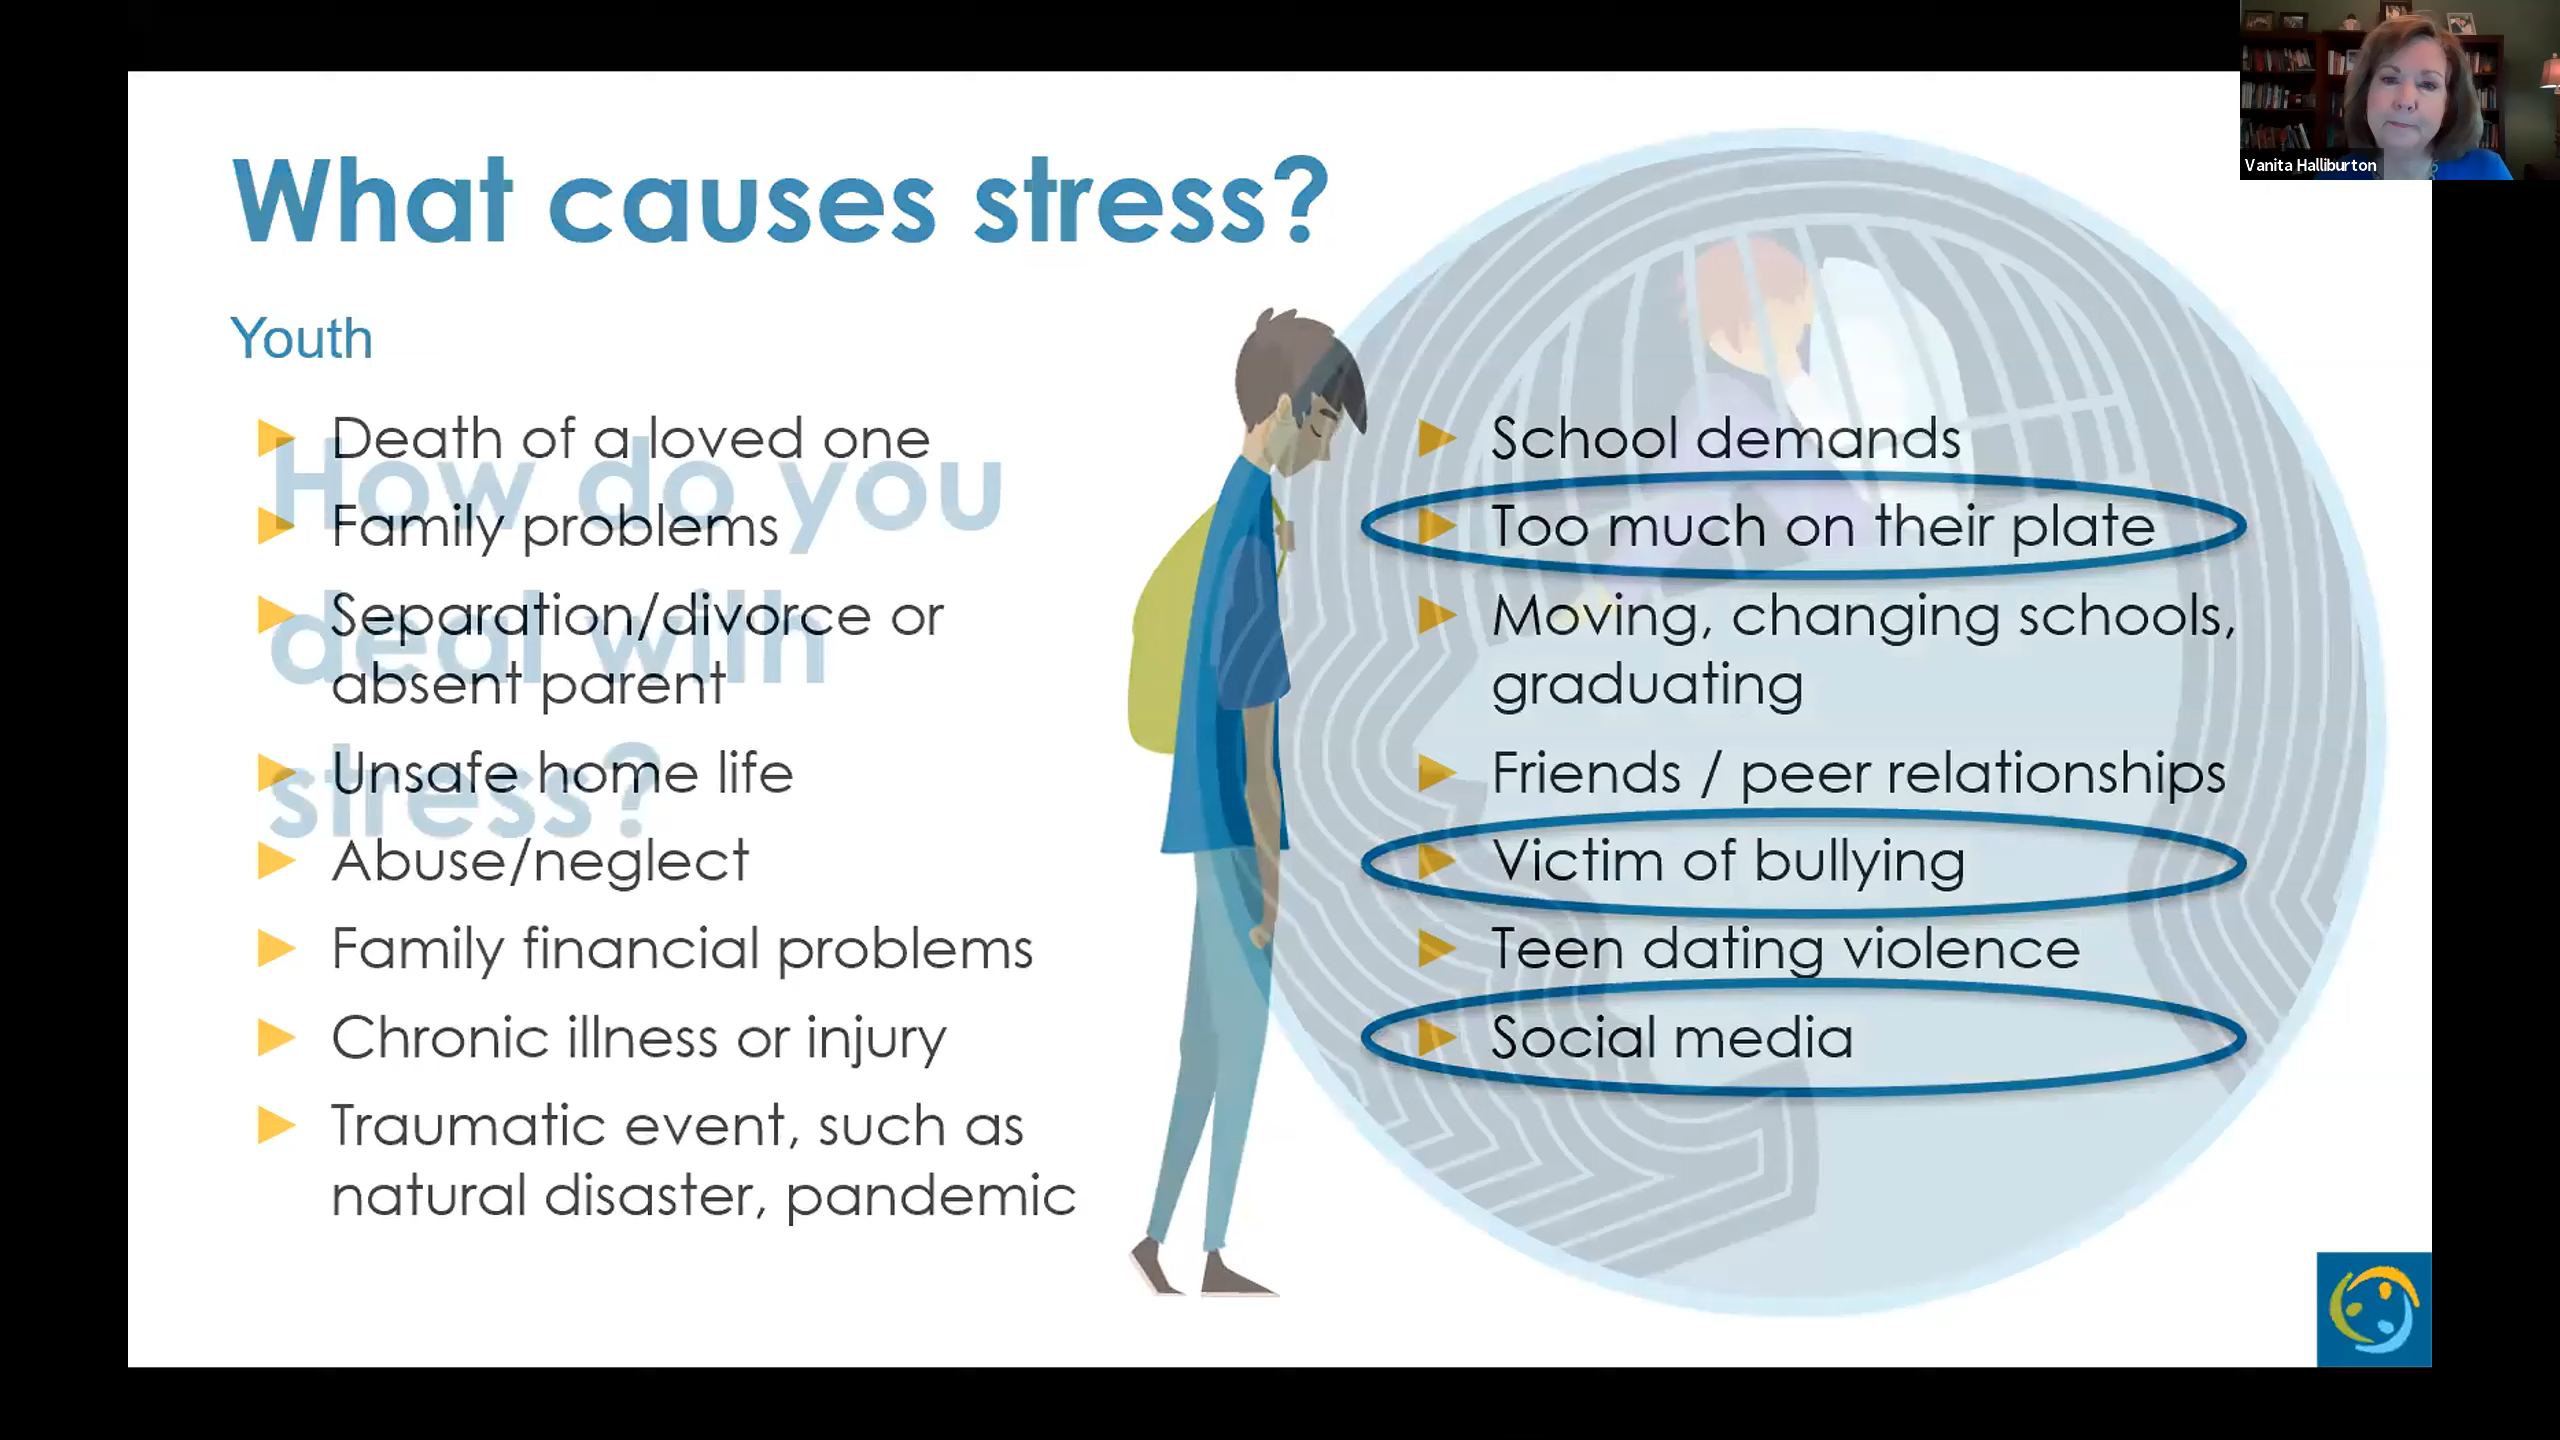 What causes stress?
Youth
Death of a loved one
Family problems
Separation/divorce or
absent parent
Unsafe home life
Abuse/neglect
Family financial problems
Chronic illness or injury
Traumatic event, such as
natural disaster, pandemic
School demands
Too much on their plate
Moving, changing schools,
graduating
Friends / peer relationships
Victim of bullying
Teen dating violence
Social media
How do you
deal with
stress?
Vanita Halliburton